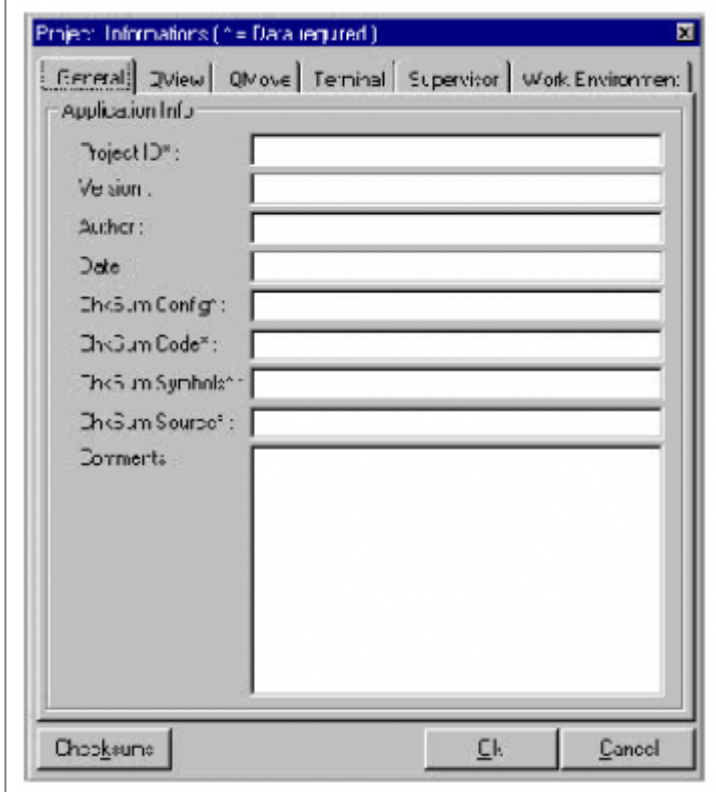 Project Informations ( * = Data required )
General QView QMove Terminal Supervisor Work Environment
Application Info
Project ID* :
Version :
Author :
Date
ChkSum Config* :
ChkSum Code* :
ChkSum Symbols* :
ChkSum Source* :
Comments
Checksums Ok Cancel